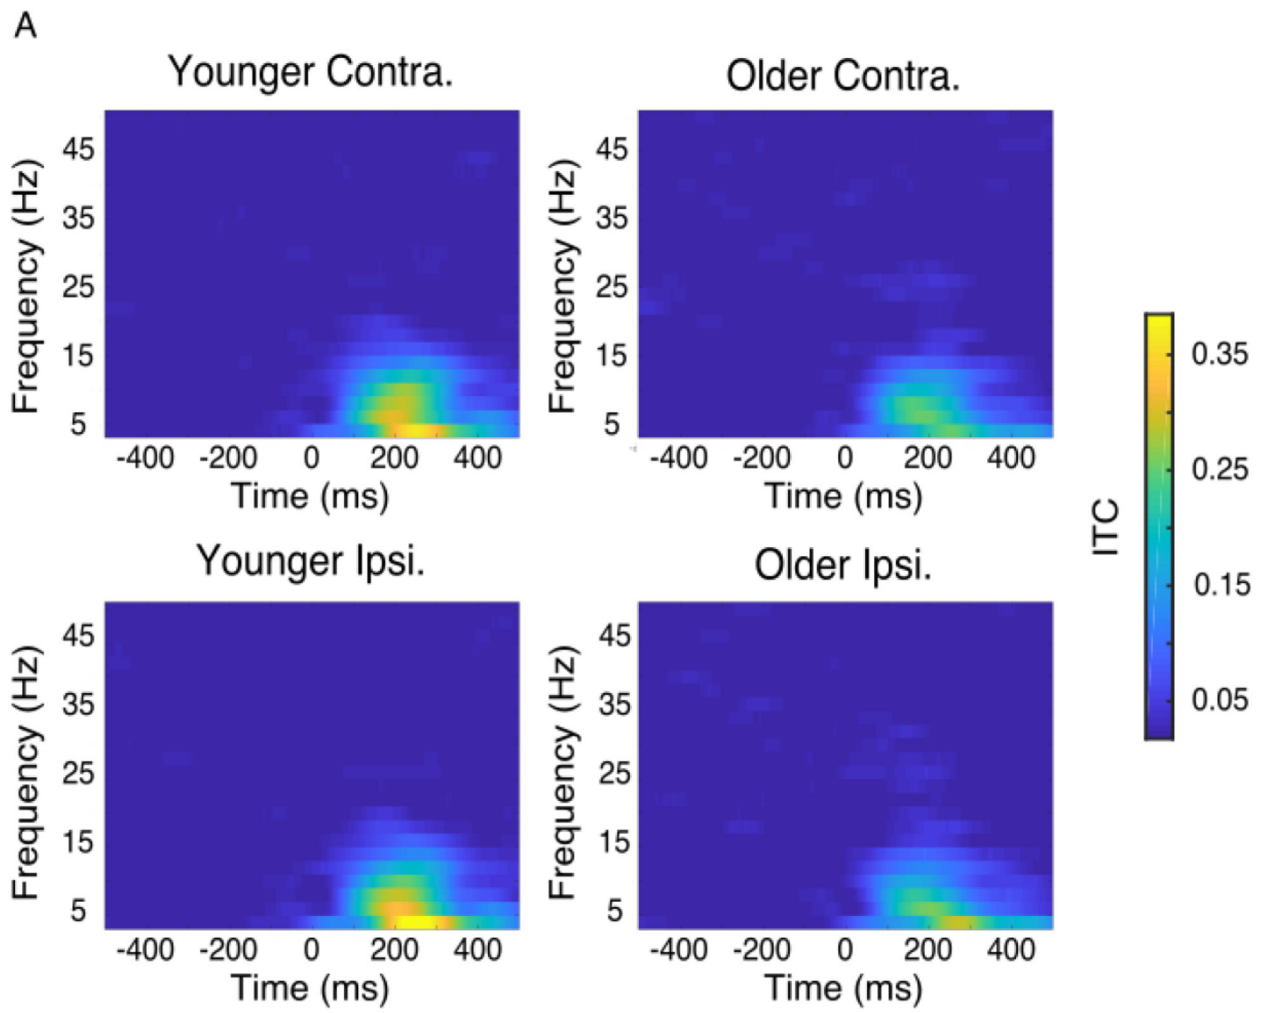 A
Younger Contra.
Older Contra.
Frequency (Hz)
45
35
25
15
5
-400 -200 0 200 400
Time (ms)
Frequency (Hz)
45
35
25
15
5
-400 -200 0 200 400
Time (ms)
Younger Ipsi.
Older Ipsi.
Frequency (Hz)
45
35
25
15
5
-400 -200 0 200 400
Time (ms)
Frequency (Hz)
45
35
25
15
5
-400 -200 0 200 400
Time (ms)
ITC
0.35
0.25
0.15
0.05